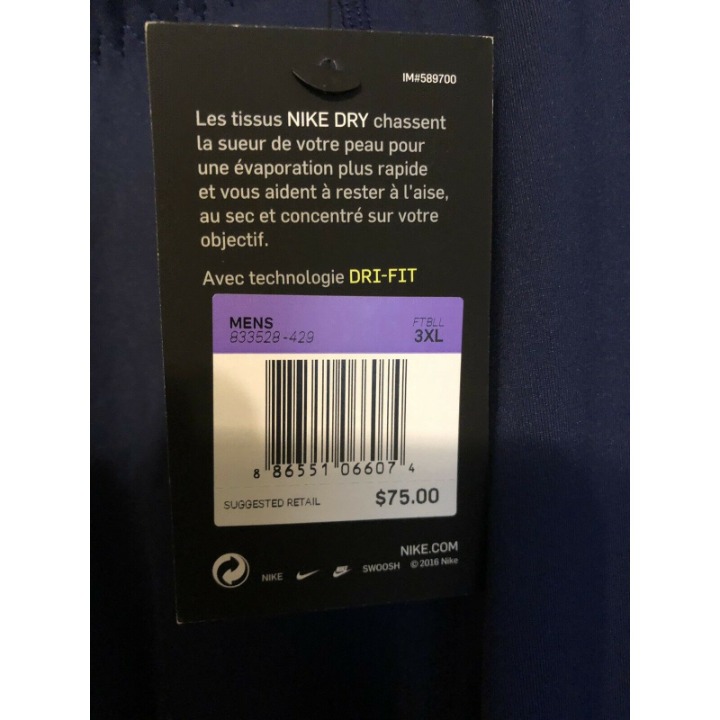 IM#589700
Les tissus NIKE DRY chassent
la sueur de votre peau pour
une évaporation plus rapide
et vous aident à rester à l'aise,
au sec et concentré sur votre
objectif.
Avec technologie DRI-FIT
MENS FTBLL
833528-429 3XL
8 86551 06607 4
SUGGESTED RETAIL $75.00
NIKE.COM
NIKE SWOOSH © 2016 Nike